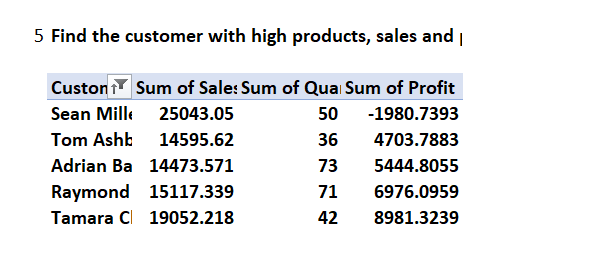 5 Find the customer with high products, sales and
Custon Sum of Sale: Sum of Qua Sum of Profit
Sean Mille 25043.05 50 -1980.7393
Tom Ashb 14595.62 36 4703.7883
Adrian Ba 14473.571 73 5444.8055
Raymond 15117.339 71 6976.0959
Tamara C 19052.218 42 8981.3239